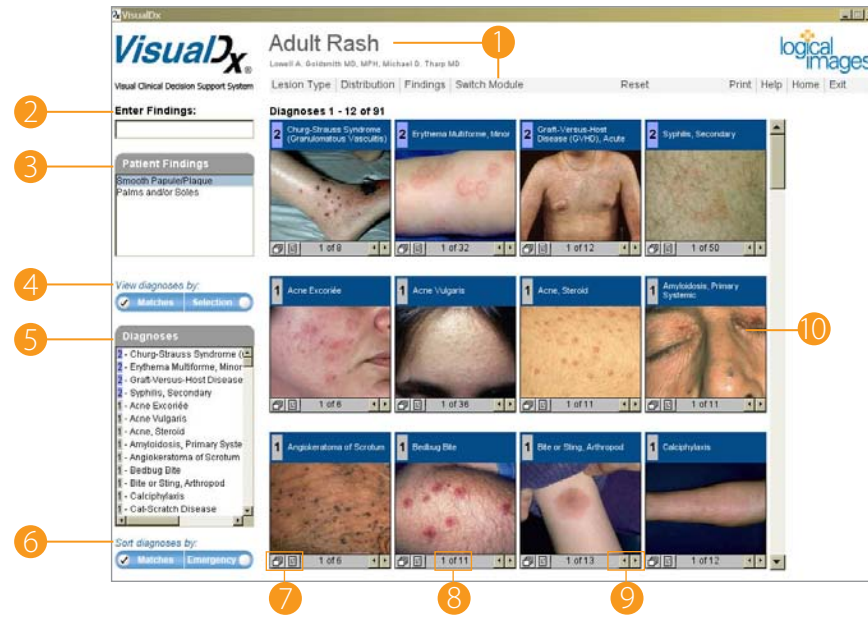 VisualDx
VisualDx®
Visual Clinical Decision Support System
Adult Rash
Lowell A. Goldsmith MD, MPH, Michael D. Tharp MD
1
logical images
Lesion Type | Distribution | Findings | Switch Module Reset Print | Help | Home | Exit
2
Enter Findings:
3
Patient Findings
Smooth Papule/Plaque
Palms and/or Soles
4
View diagnoses by:
Matches Selection
5
Diagnoses
2 - Churg-Strauss Syndrome (
2 - Erythema Multiforme, Minor
2 - Graft-Versus-Host Disease
2 - Syphilis, Secondary
1 - Acne Excoriée
1 - Acne Vulgaris
1 - Acne, Steroid
1 - Amyloidosis, Primary Syste
1 - Angiokeratoma of Scrotum
1 - Bedbug Bite
1 - Bite or Sting, Arthropod
1 - Calciphylaxis
1 - Cat-Scratch Disease
6
Sort diagnoses by:
Matches Emergency
Diagnoses 1 - 12 of 91
2 Churg-Strauss Syndrome
(Granulomatous Vasculitis)
1 of 8
2 Erythema Multiforme, Minor
1 of 32
2 Graft-Versus-Host
Disease (GVHD), Acute
1 of 12
2 Syphilis, Secondary
1 of 50
1 Acne Excoriée
1 of 6
1 Acne Vulgaris
1 of 36
1 Acne, Steroid
1 of 11
1 Amyloidosis, Primary
Systemic
1 of 11
10
1 Angiokeratoma of Scrotum
1 of 6
1 Bedbug Bite
1 of 11
1 Bite or Sting, Arthropod
1 of 13
1 Calciphylaxis
1 of 12
7
8
9